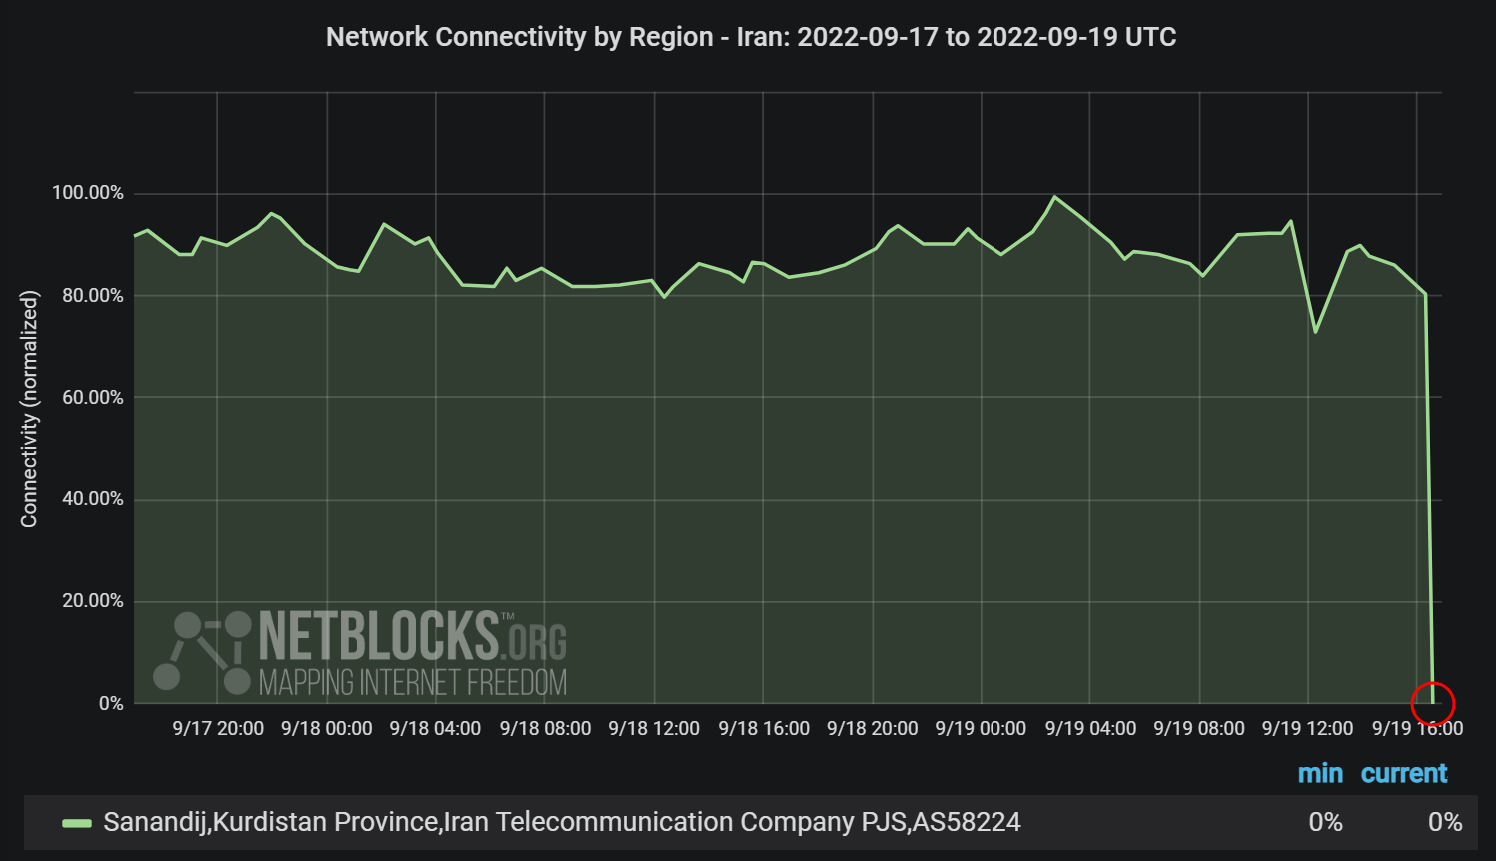 Network Connectivity by Region - Iran: 2022-09-17 to 2022-09-19 UTC
Connectivity (normalized)
100.00%
80.00%
60.00%
40.00%
20.00%
0%
NETBLOCKS.ORG™
MAPPING INTERNET FREEDOM
9/17 20:00 9/18 00:00 9/18 04:00 9/18 08:00 9/18 12:00 9/18 16:00 9/18 20:00 9/19 00:00 9/19 04:00 9/19 08:00 9/19 12:00 9/19 16:00
min current
Sanandij,Kurdistan Province,Iran Telecommunication Company PJS,AS58224 0% 0%